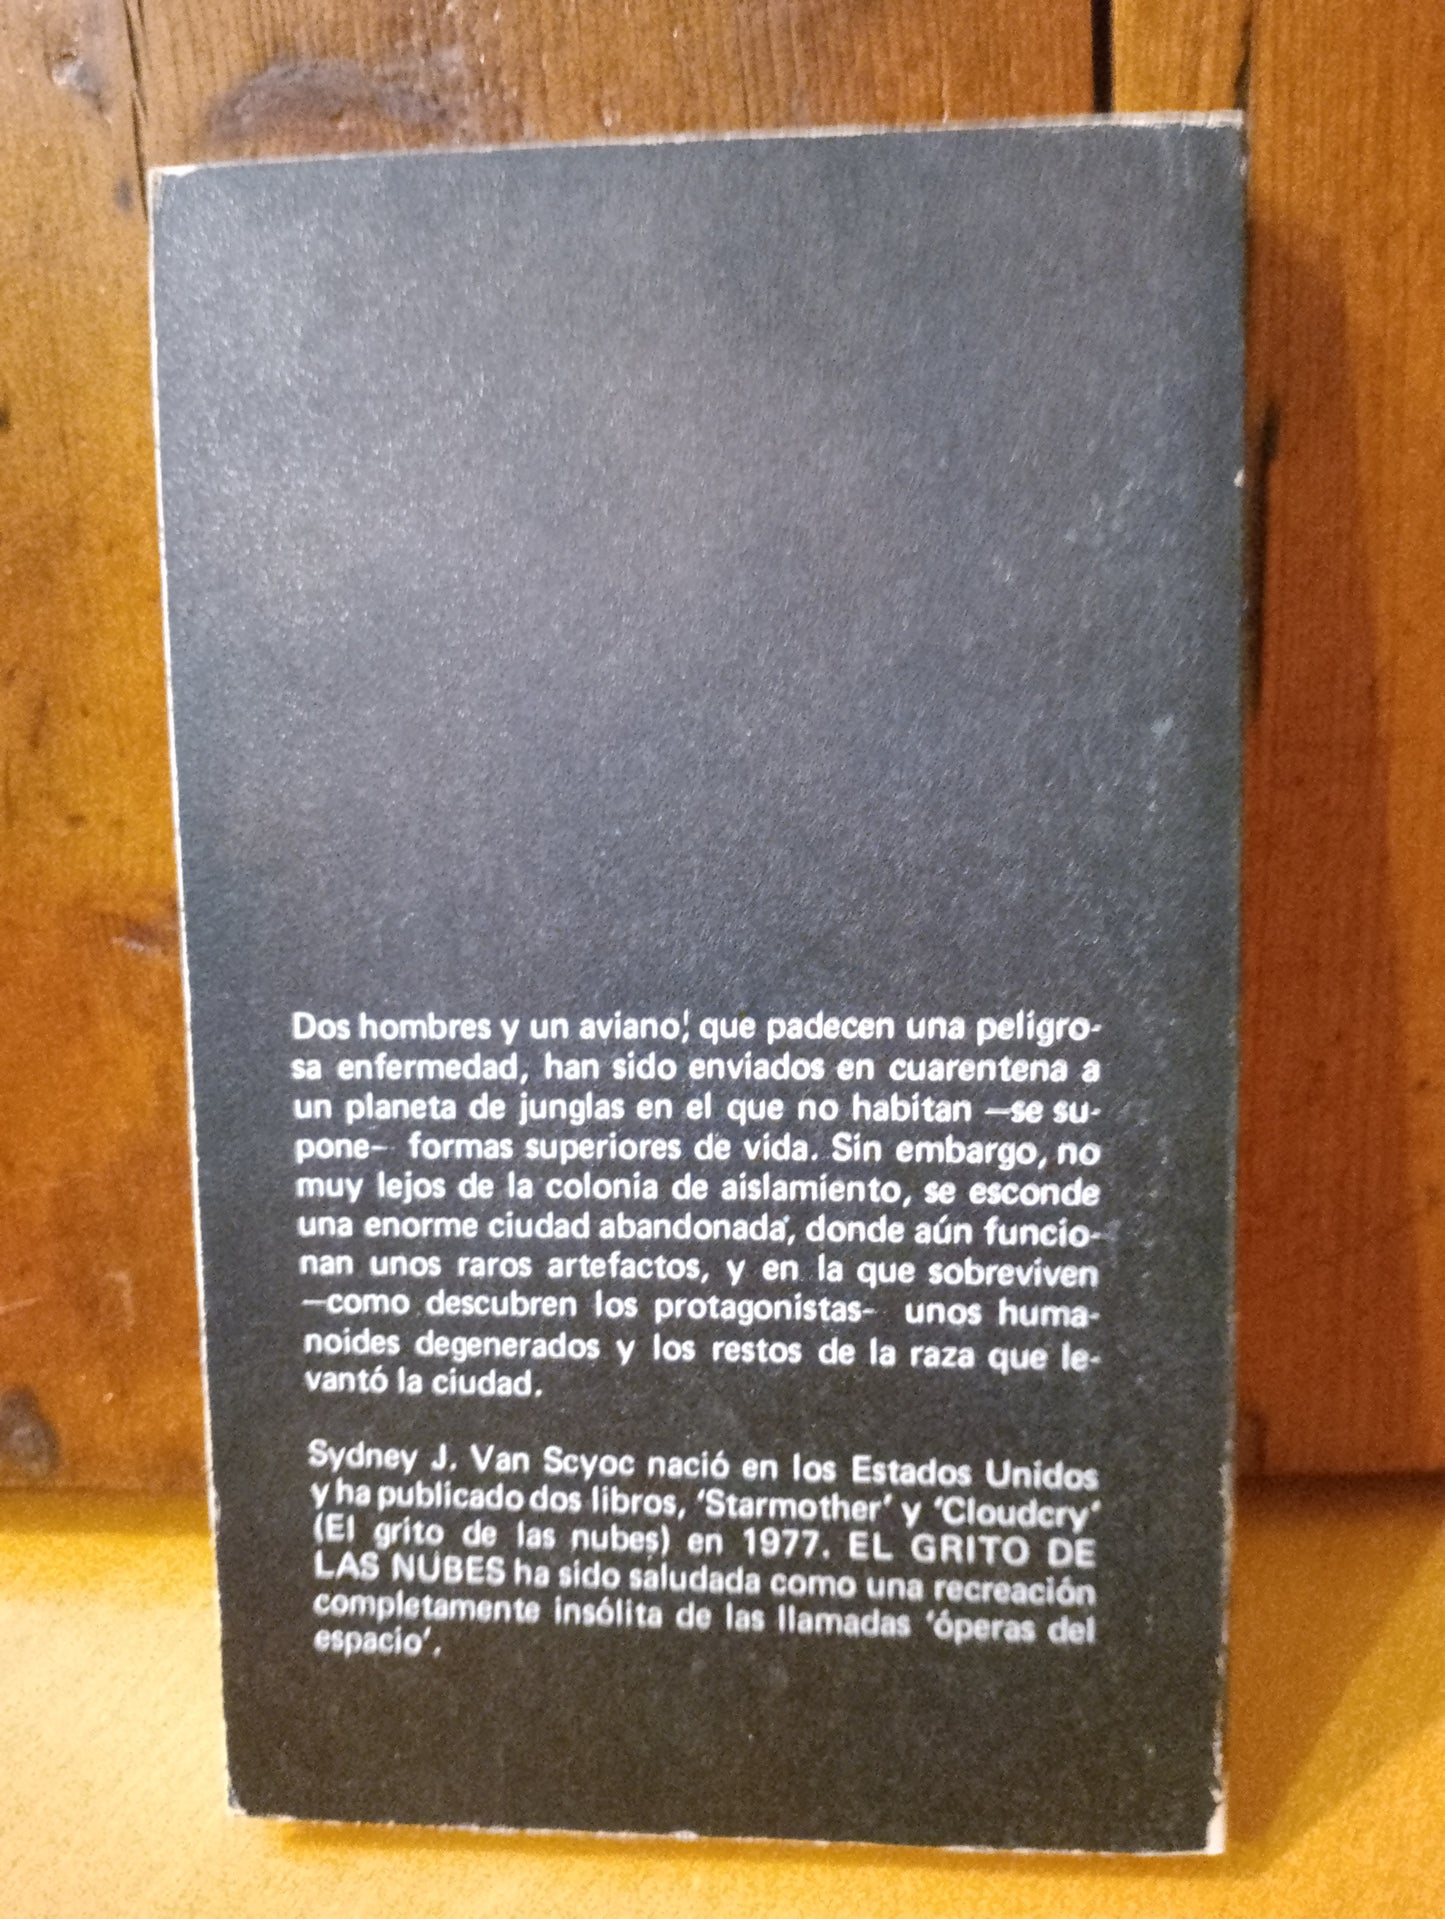 Dos hombres y un aviano, que padecen una peligro-
sa enfermedad, han sido enviados en cuarentena a
un planeta de junglas en el que no habitan —se su-
pone— formas superiores de vida. Sin embargo, no
muy lejos de la colonia de aislamiento, se esconde
una enorme ciudad abandonada, donde aún funcio-
nan unos raros artefactos, y en la que sobreviven
—como descubren los protagonistas— unos huma-
noides degenerados y los restos de la raza que le-
vantó la ciudad.
Sydney J. Van Scyoc nació en los Estados Unidos
y ha publicado dos libros, ‘Starmother’ y ‘Cloudcry’
(El grito de las nubes) en 1977. EL GRITO DE
LAS NUBES ha sido saludada como una recreación
completamente insólita de las llamadas ‘óperas del
espacio’.